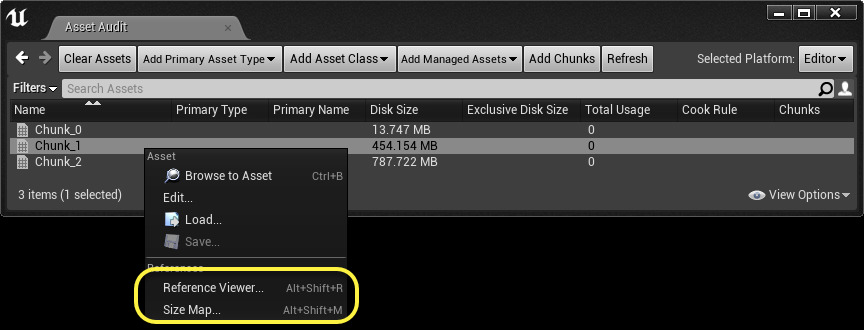 Asset Audit
Clear Assets Add Primary Asset Type Add Asset Class Add Managed Assets Add Chunks Refresh Selected Platform: Editor
Filters Search Assets
Name Primary Type Primary Name Disk Size Exclusive Disk Size Total Usage Cook Rule Chunks
Chunk_0 13.747 MB 0
Chunk_1 454.154 MB 0
Chunk_2 787.722 MB 0
3 items (1 selected) View Options
Asset
Browse to Asset Ctrl+B
Edit...
Load...
Save...
References
Reference Viewer... Alt+Shift+R
Size Map... Alt+Shift+M